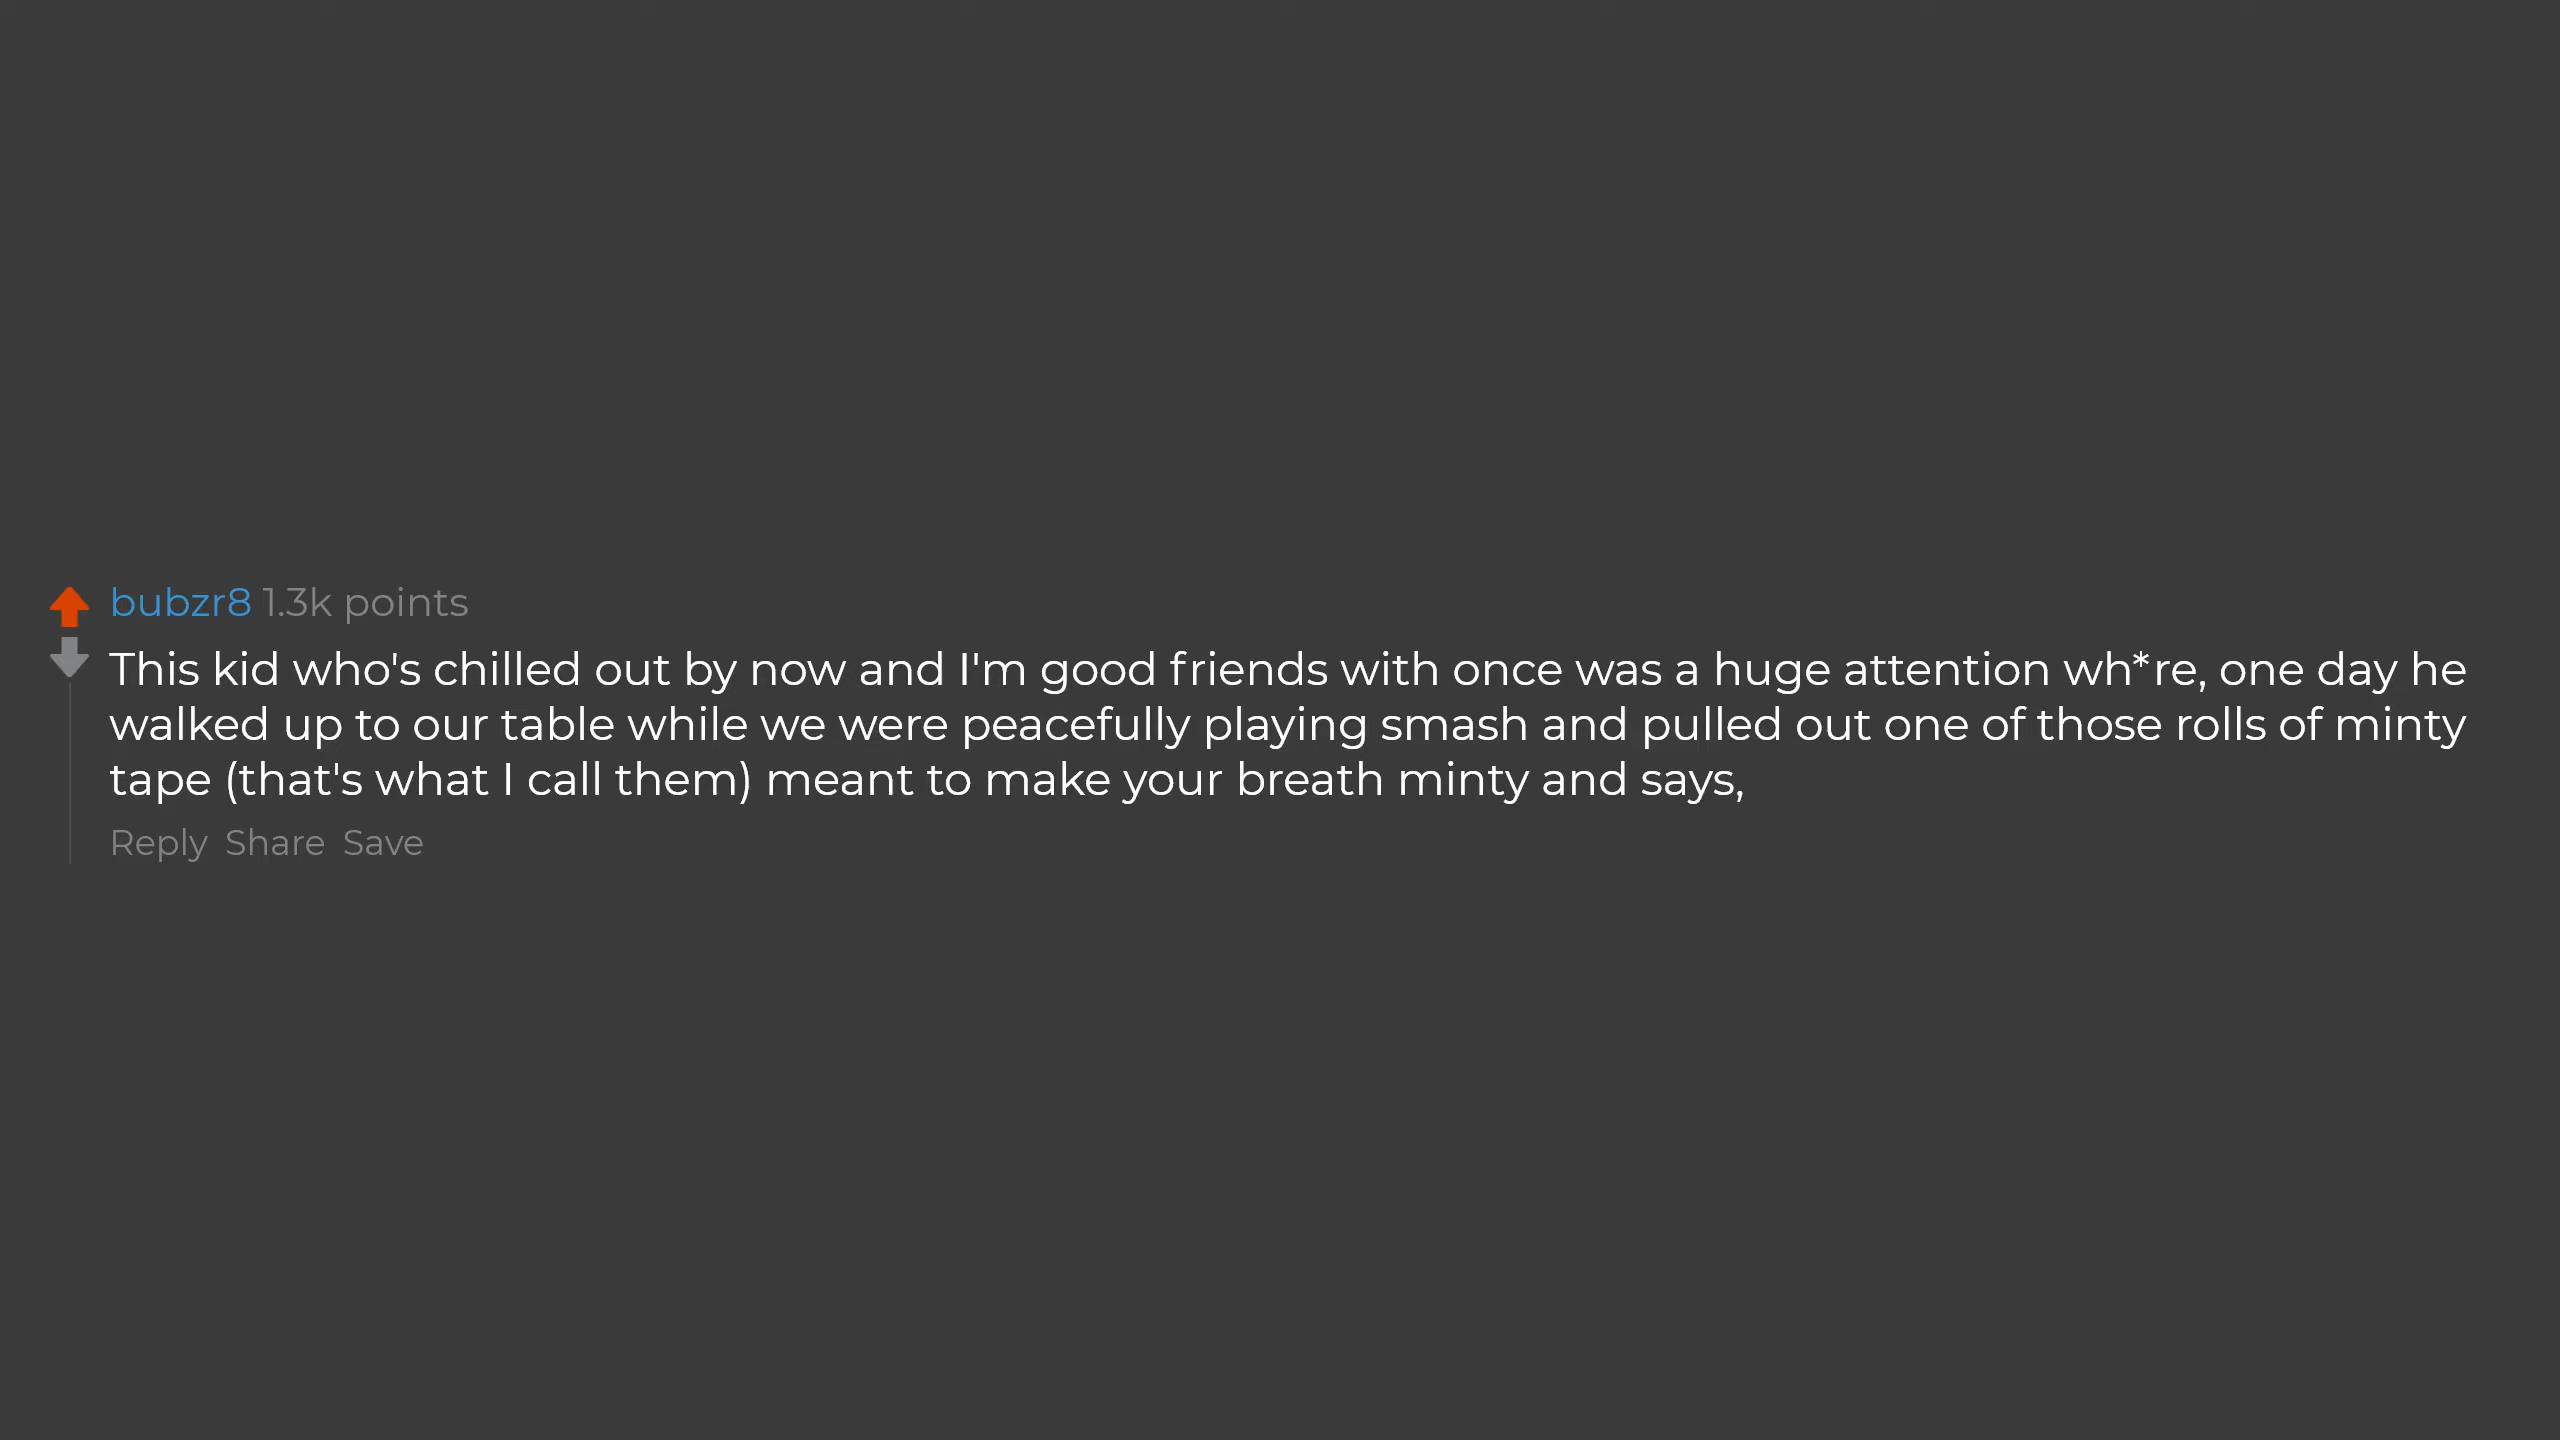 bubzr8 1.3k points
This kid who's chilled out by now and I'm good friends with once was a huge attention wh*re, one day he
walked up to our table while we were peacefully playing smash and pulled out one of those rolls of minty
tape (that's what I call them) meant to make your breath minty and says,
Reply Share Save